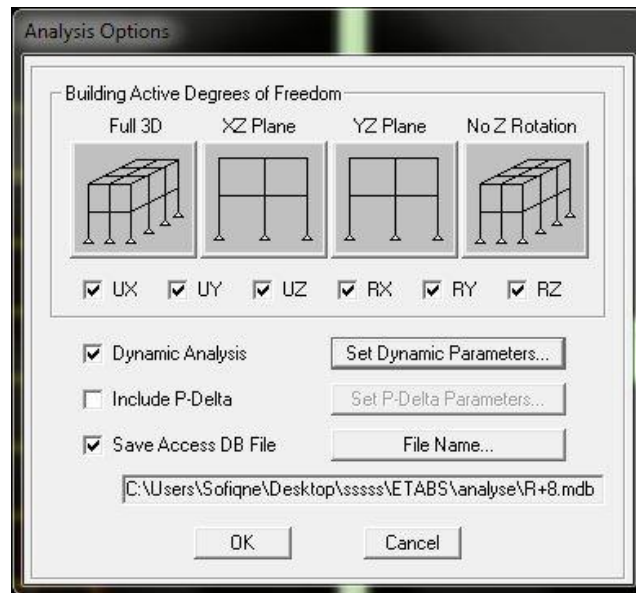 Analysis Options
Building Active Degrees of Freedom
Full 3D XZ Plane YZ Plane No Z Rotation
UX UY UZ RX RY RZ
Dynamic Analysis Set Dynamic Parameters...
Include P-Delta Set P-Delta Parameters...
Save Access DB File File Name...
C:\Users\Sofiqne\Desktop\sssss\ETABS\analyse\R+8.mdb
OK Cancel